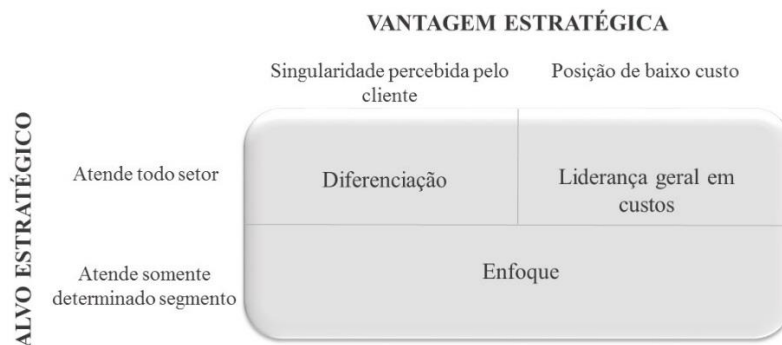 VANTAGEM ESTRATÉGICA
Singularidade percebida pelo
cliente
Posição de baixo custo
ALVO ESTRATÉGICO
Atende todo setor
Diferenciação
Liderança geral em
custos
Atende somente
determinado segmento
Enfoque